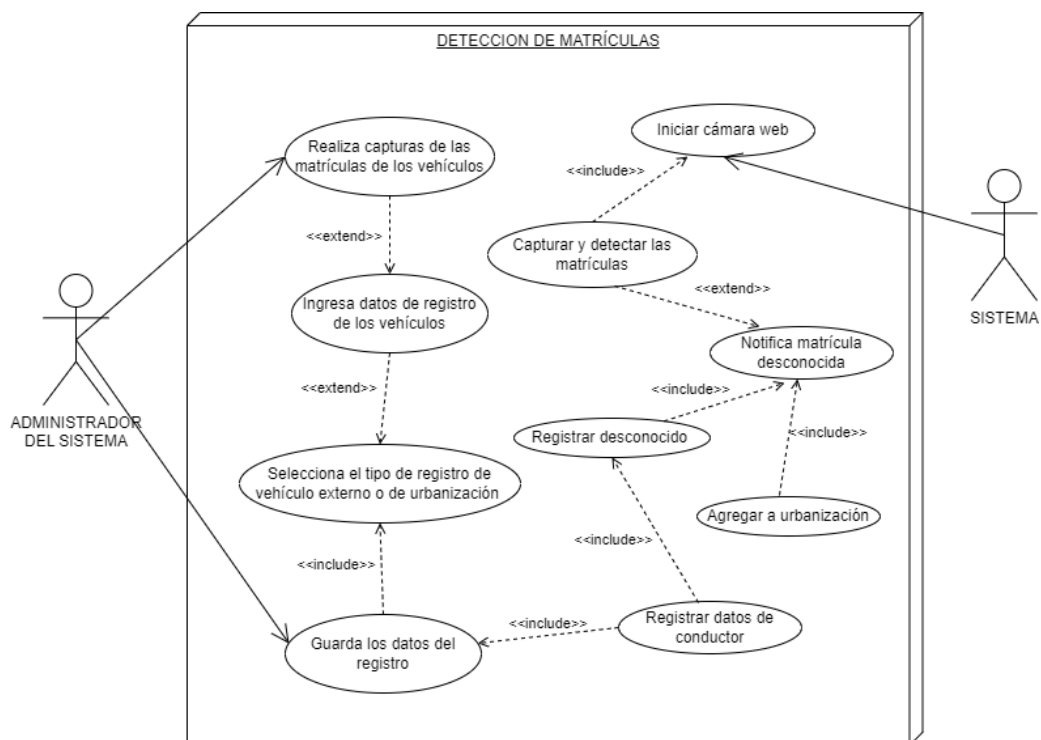 DETECCION DE MATRÍCULAS
Realiza capturas de las
matrículas de los vehículos
Iniciar cámara web
<<include>>
<<extend>>
Capturar y detectar las
matrículas
<<extend>>
Ingresa datos de registro
de los vehículos
SISTEMA
Notifica matrícula
desconocida
<<extend>>
<<include>>
ADMINISTRADOR
DEL SISTEMA
Registrar desconocido
<<include>>
Selecciona el tipo de registro de
vehículo externo o de urbanización
Agregar a urbanización
<<include>>
<<include>>
Guarda los datos del
registro
<<include>>
Registrar datos de
conductor